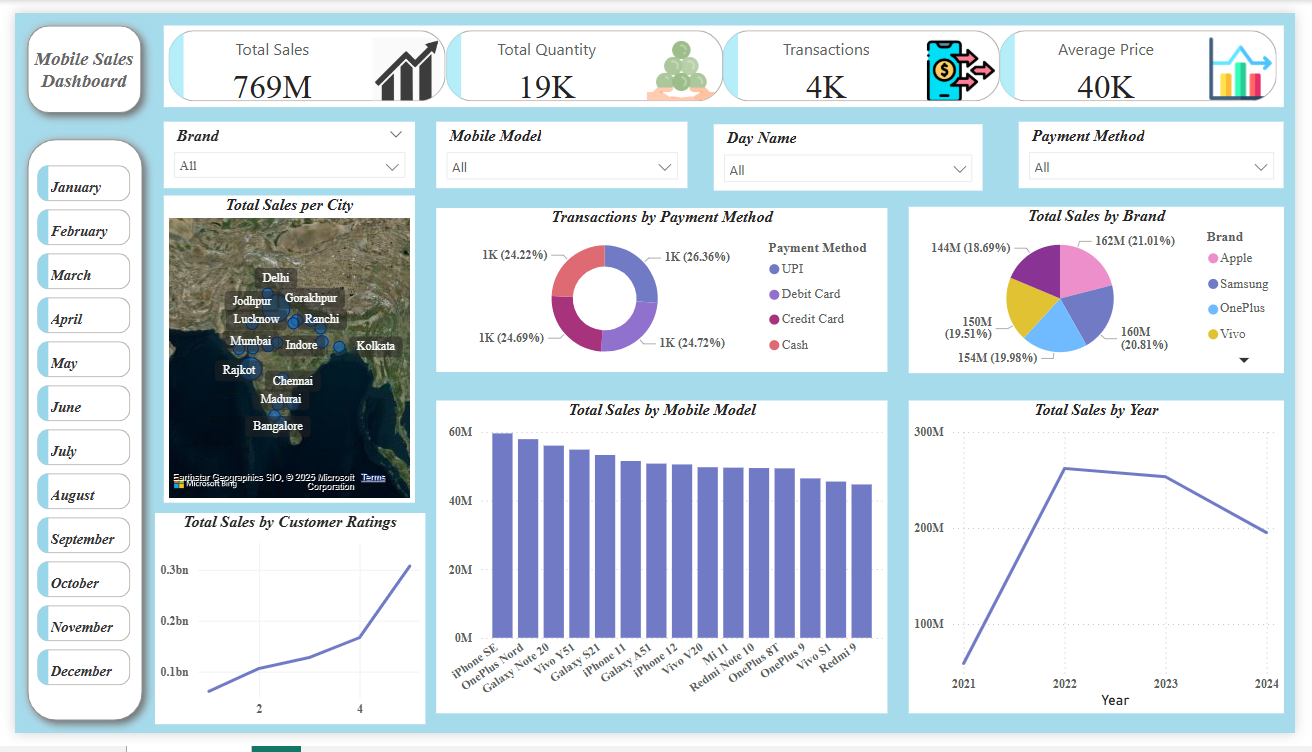 Mobile Sales
Dashboard
Total Sales
769M
Total Quantity
19K
Transactions
4K
Average Price
40K
Brand
All
Mobile Model
All
Day Name
All
Payment Method
All
January
February
March
April
May
June
July
August
September
October
November
December
Total Sales per City
Delhi
Jodhpur
Gorakhpur
Lucknow
Ranchi
Mumbai
Indore
Kolkata
Rajkot
Chennai
Madurai
Bangalore
Earthstar Geographics SIO, © 2025 Microsoft
Corporation
Terms
Microsoft Bing
Transactions by Payment Method
1K (24.22%)
1K (26.36%)
1K (24.69%)
1K (24.72%)
Payment Method
UPI
Debit Card
Credit Card
Cash
Total Sales by Brand
144M (18.69%)
162M (21.01%)
150M
(19.51%)
154M (19.98%)
160M
(20.81%)
Brand
Apple
Samsung
OnePlus
Vivo
Total Sales by Customer Ratings
0.3bn
0.2bn
0.1bn
2
4
Total Sales by Mobile Model
60M
40M
20M
0M
iPhone SE
OnePlus Nord
Galaxy Note 20
Vivo Y51
Galaxy S21
iPhone 11
Galaxy A51
iPhone 12
Vivo V20
Mi 11
Redmi Note 10
OnePlus 8T
OnePlus 9
Vivo S1
Redmi 9
Total Sales by Year
300M
200M
100M
2021
2022
2023
2024
Year